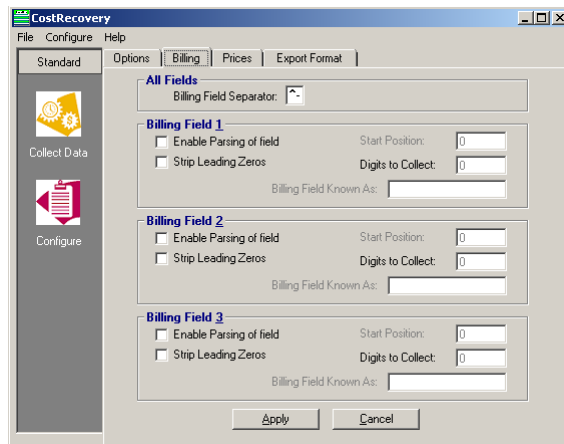 CostRecovery
File Configure Help
Standard
Options Billing Prices Export Format
All Fields
Billing Field Separator: ^-
Collect Data
Configure
Billing Field 1
Enable Parsing of field Start Position: 0
Strip Leading Zeros Digits to Collect: 0
Billing Field Known As:
Billing Field 2
Enable Parsing of field Start Position: 0
Strip Leading Zeros Digits to Collect: 0
Billing Field Known As:
Billing Field 3
Enable Parsing of field Start Position: 0
Strip Leading Zeros Digits to Collect: 0
Billing Field Known As:
Apply Cancel